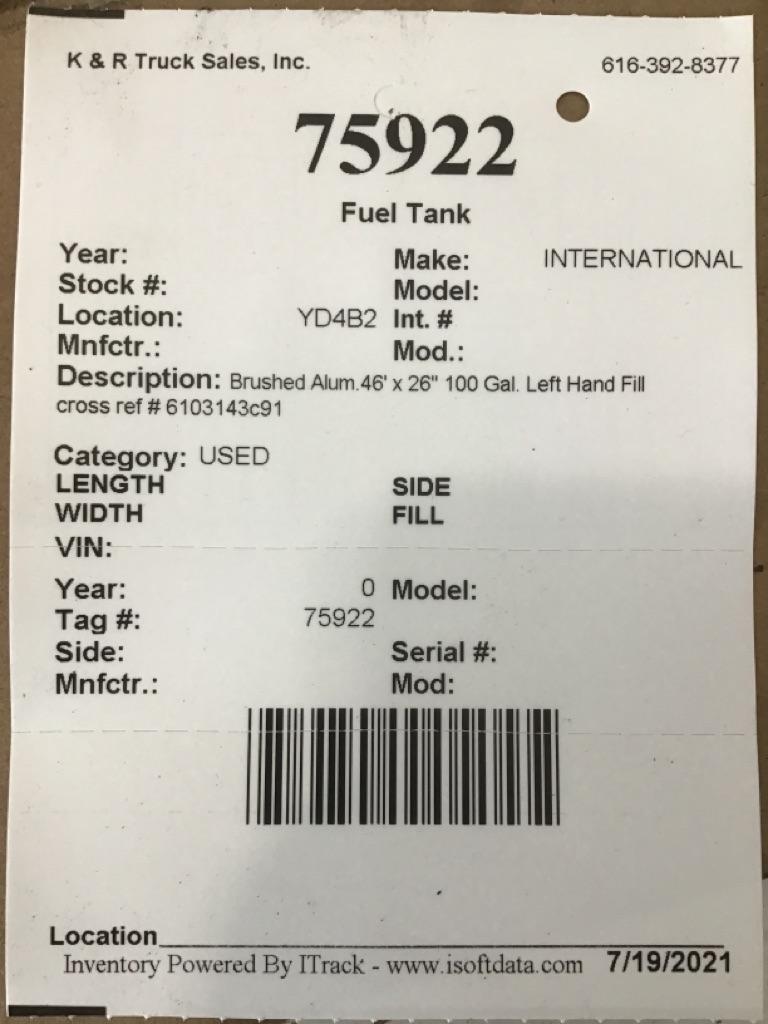 K & R Truck Sales, Inc. 616-392-8377
75922
Fuel Tank
Year: Make: INTERNATIONAL
Stock #: Model:
Location: YD4B2 Int. #
Mnfctr.: Mod.:
Description: Brushed Alum.46' x 26" 100 Gal. Left Hand Fill
cross ref # 6103143c91
Category: USED
LENGTH SIDE
WIDTH FILL
VIN:
Year: 0 Model:
Tag #: 75922
Side: Serial #:
Mnfctr.: Mod:
Location
Inventory Powered By ITrack - www.isoftdata.com 7/19/2021